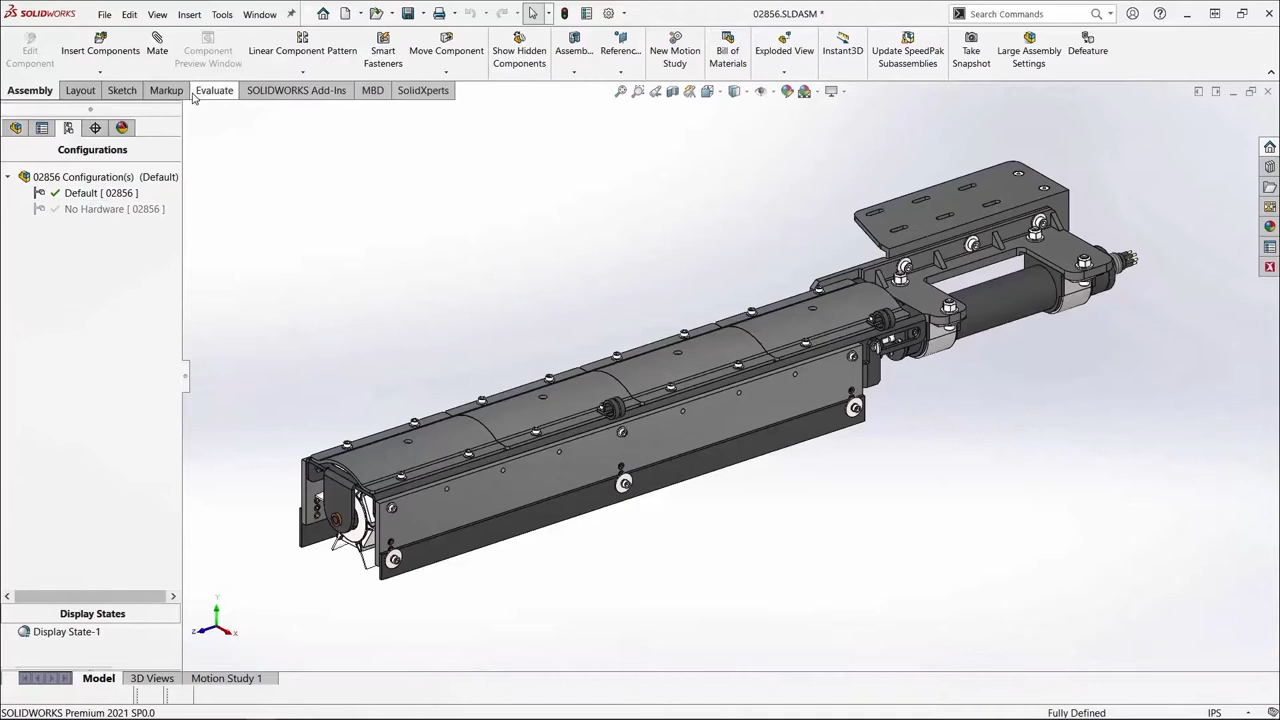 SOLIDWORKS
File Edit View Insert Tools Window
02856.SLDASM *
Search Commands
Edit Component
Insert Components
Mate
Component Preview Window
Linear Component Pattern
Smart Fasteners
Move Component
Show Hidden Components
Assemb...
Referenc...
New Motion Study
Bill of Materials
Exploded View
Instant3D
Update SpeedPak Subassemblies
Take Snapshot
Large Assembly Settings
Defeature
Assembly Layout Sketch Markup Evaluate SOLIDWORKS Add-Ins MBD SolidXperts
Configurations
02856 Configuration(s) (Default)
Default [ 02856 ]
No Hardware [ 02856 ]
Display States
Display State-1
Y
Z X
Model 3D Views Motion Study 1
SOLIDWORKS Premium 2021 SP0.0
Fully Defined
IPS